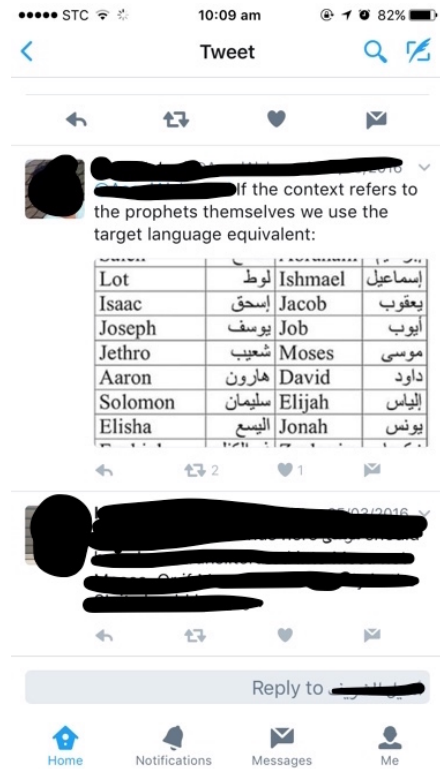 STC 10:09 am 82%
Tweet
If the context refers to
the prophets themselves we use the
target language equivalent:
Lot لوط Ishmael إسماعيل
Isaac إسحق Jacob يعقوب
Joseph يوسف Job أيوب
Jethro شعيب Moses موسى
Aaron هارون David داود
Solomon سليمان Elijah إلياس
Elisha اليسع Jonah يونس
2 1
Reply to
Home Notifications Messages Me